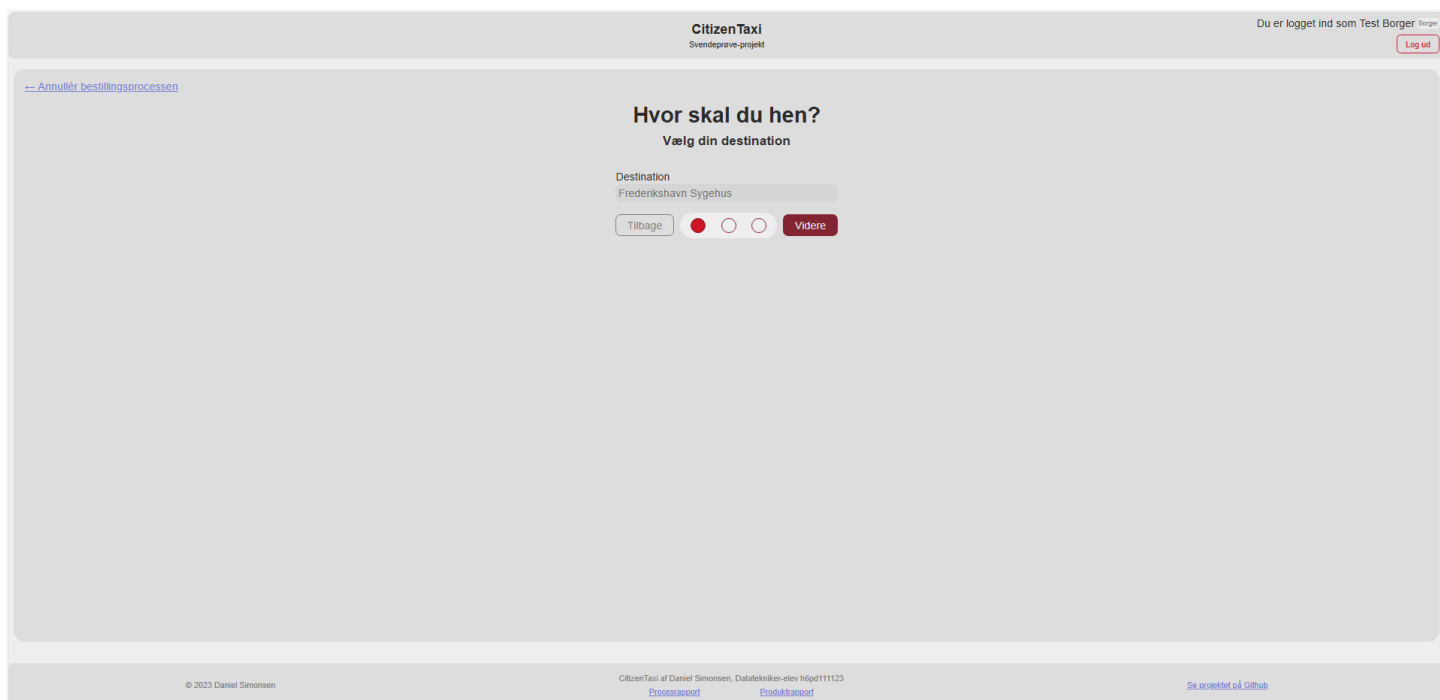 CitizenTaxi
Svendeprøve-projekt
Du er logget ind som Test Borger Borger
Log ud
← Annullér bestillingsprocessen
Hvor skal du hen?
Vælg din destination
Destination
Frederikshavn Sygehus
Tilbage
Videre
© 2023 Daniel Simonsen
CitizenTaxi af Daniel Simonsen, Datatekniker-elev h6pd111123
Procesrapport
Produktrapport
Se projektet på Github